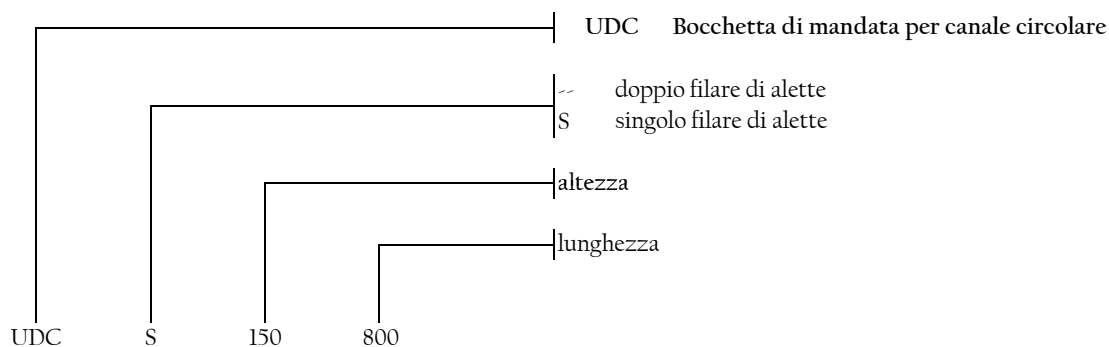 UDC Bocchetta di mandata per canale circolare
-- doppio filare di alette
S singolo filare di alette
altezza
lunghezza
UDC S 150 800